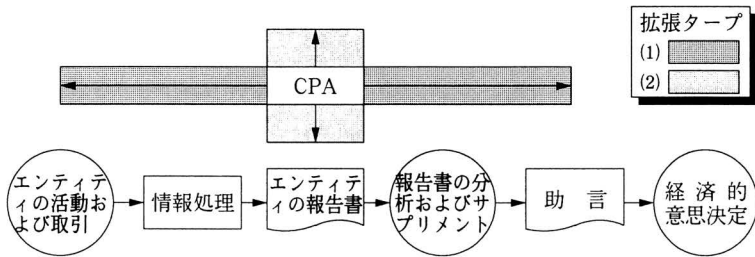 拡張タープ
(1)
(2)
CPA
エンティテ
ィの活動お
よび取引
情報処理
エンティテ
ィの報告書
報告書の分
析およびサ
プリメント
助 言
経 済 的
意思決定